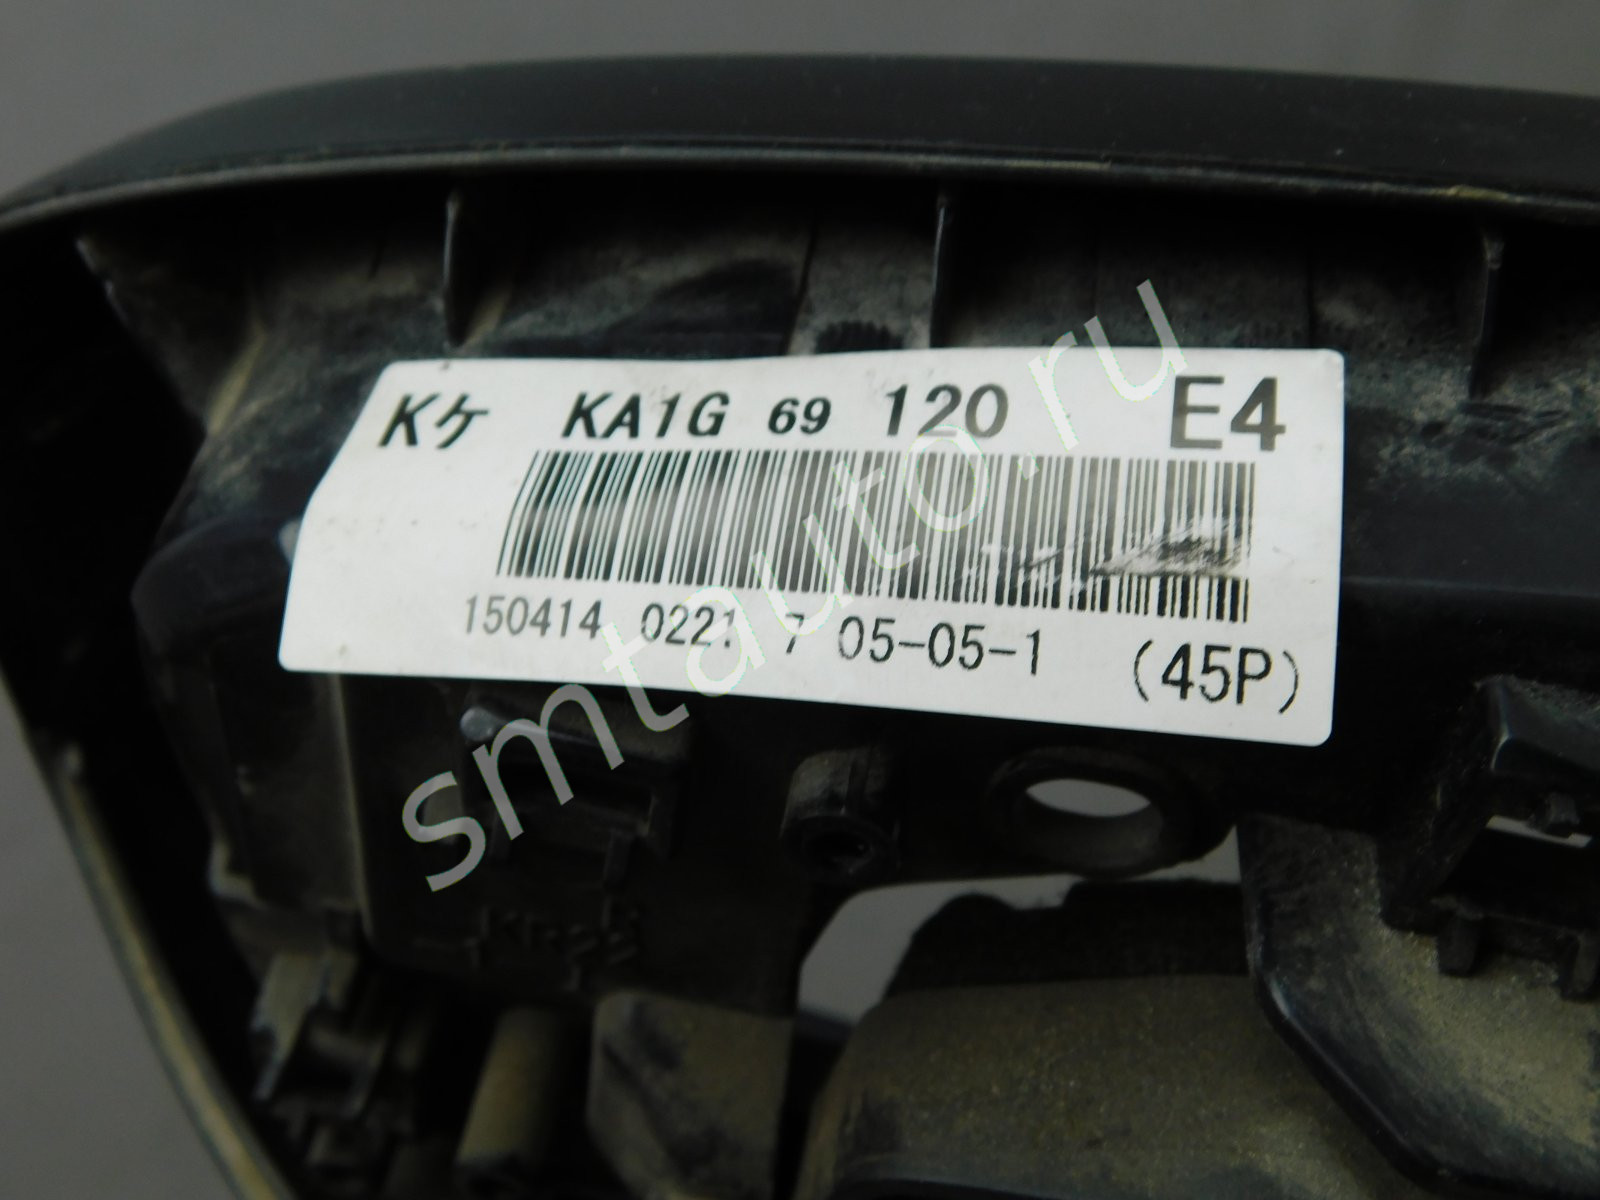 Kケ KA1G 69 120 E4
150414 0221 7 05-05-1 (45P)
smtauto.ru